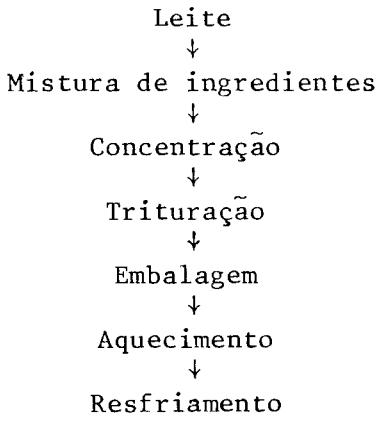 Leite
↓
Mistura de ingredientes
↓
Concentração
↓
Trituração
↓
Embalagem
↓
Aquecimento
↓
Resfriamento